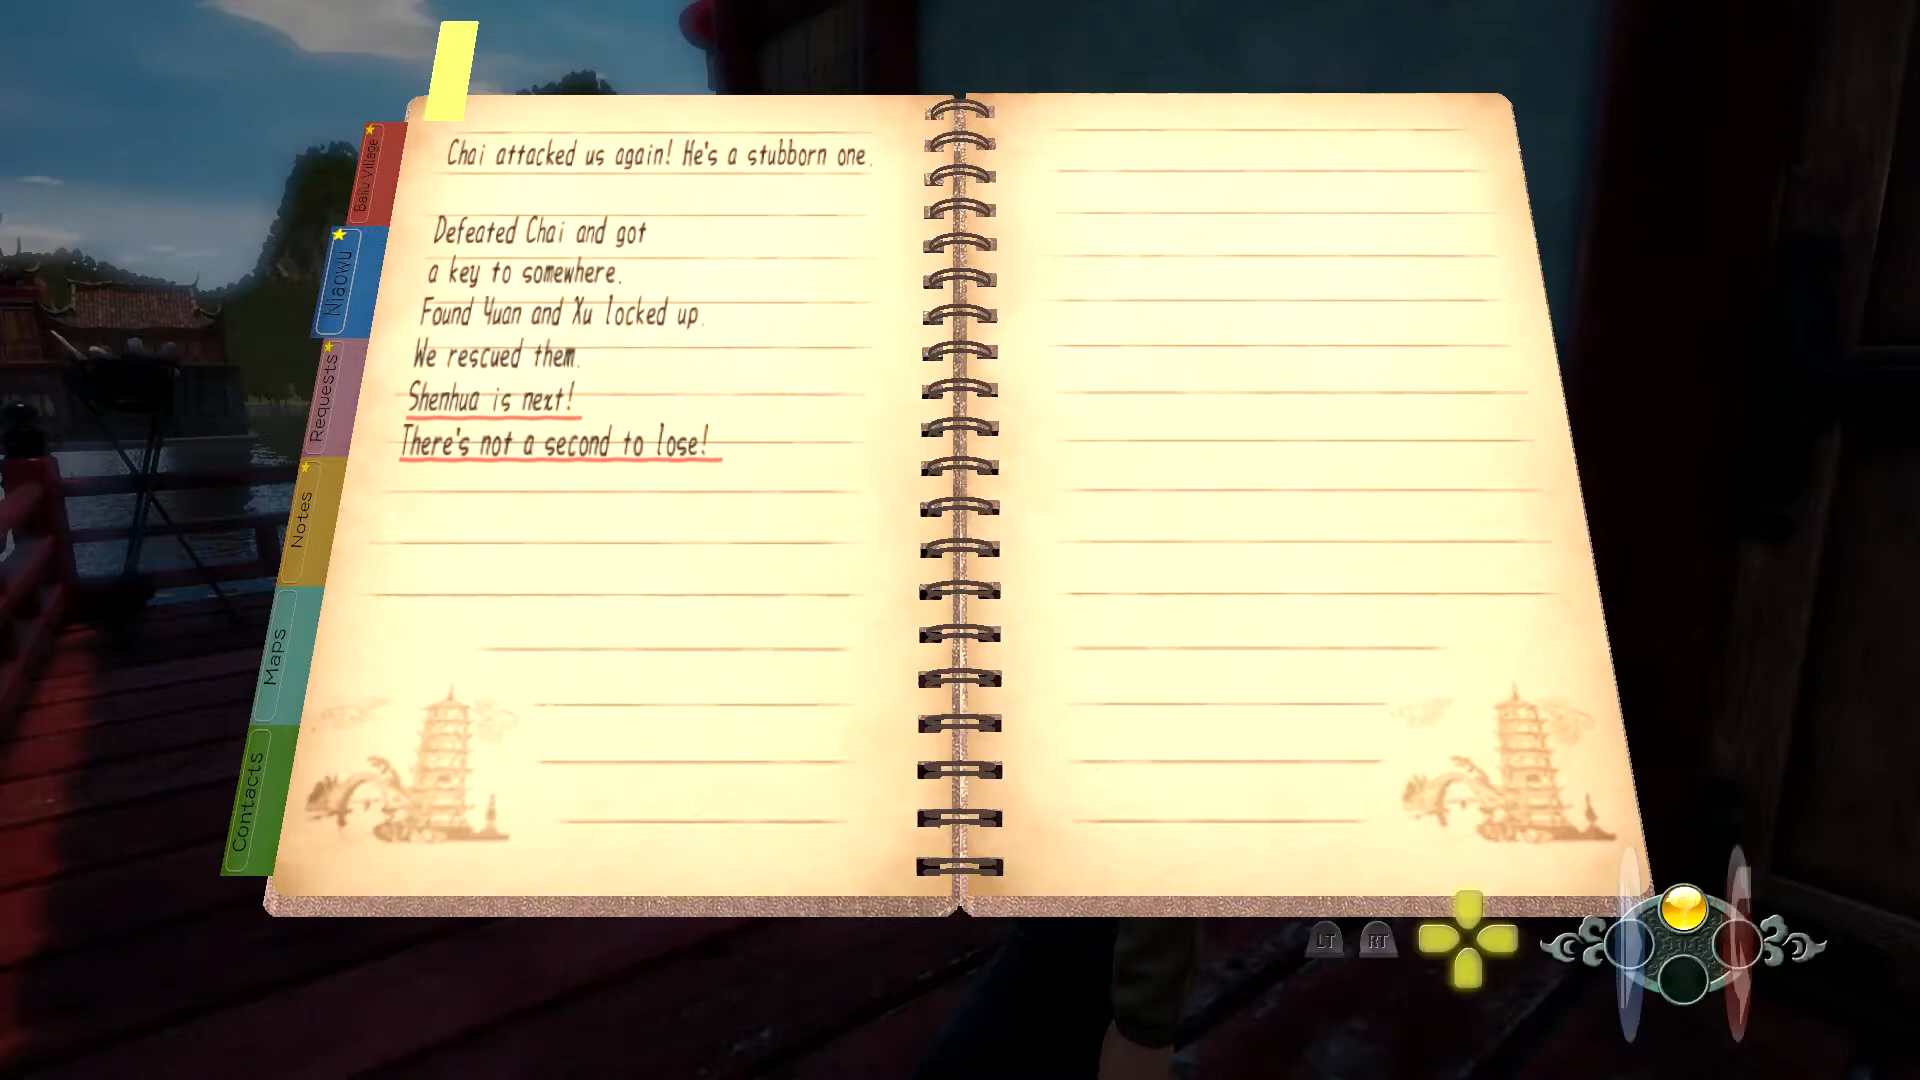 Chai attacked us again! He's a stubborn one.
Defeated Chai and got
a key to somewhere.
Found Yuan and Xu locked up.
We rescued them.
Shenhua is next!
There's not a second to lose!
Bailu Village
Niaowu
Requests
Notes
Maps
Contacts
LT
RT